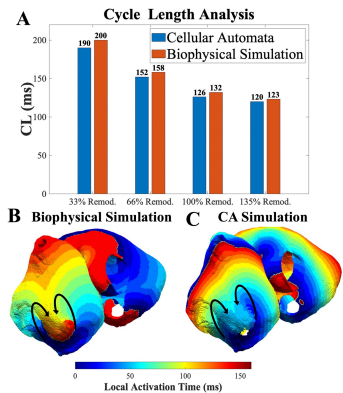 A
Cycle Length Analysis
Cellular Automata
Biophysical Simulation
CL (ms)
200
150
100
50
0
190
200
152
158
126
132
120
123
33% Remod.
66% Remod.
100% Remod.
135% Remod.
B
Biophysical Simulation
C
CA Simulation
0
50
100
150
Local Activation Time (ms)